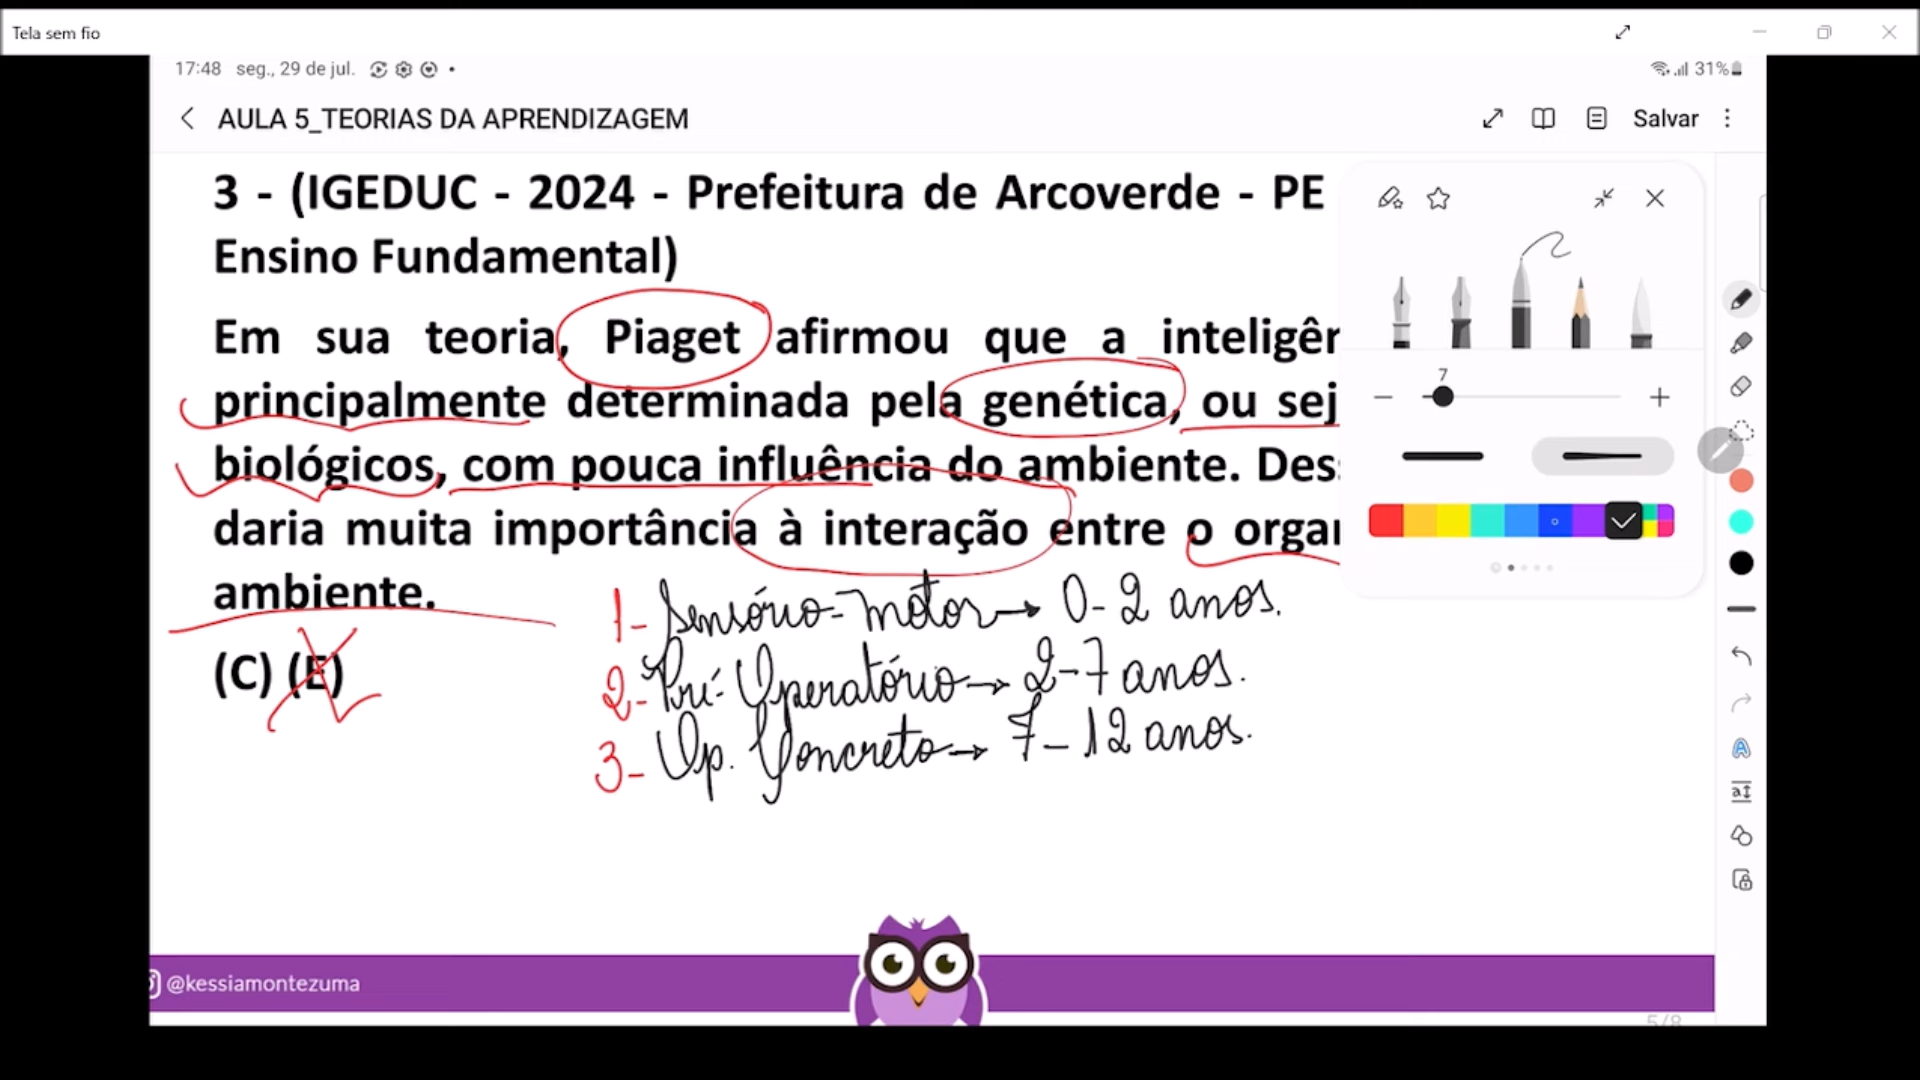 Tela sem fio
17:48 seg., 29 de jul. 31%
AULA 5_TEORIAS DA APRENDIZAGEM Salvar
3 - (IGEDUC - 2024 - Prefeitura de Arcoverde - PE
Ensino Fundamental)
Em sua teoria, Piaget afirmou que a inteligên
principalmente determinada pela genética, ou sej
7
biológicos, com pouca influência do ambiente. Des
daria muita importância à interação entre o organ
ambiente.
1- Sensório-motor → 0-2 anos.
(C) (E)
2- Pré-Operatório → 2-7 anos.
3- Op. Concreto → 7-12 anos.
@kessiamontezuma
5/8